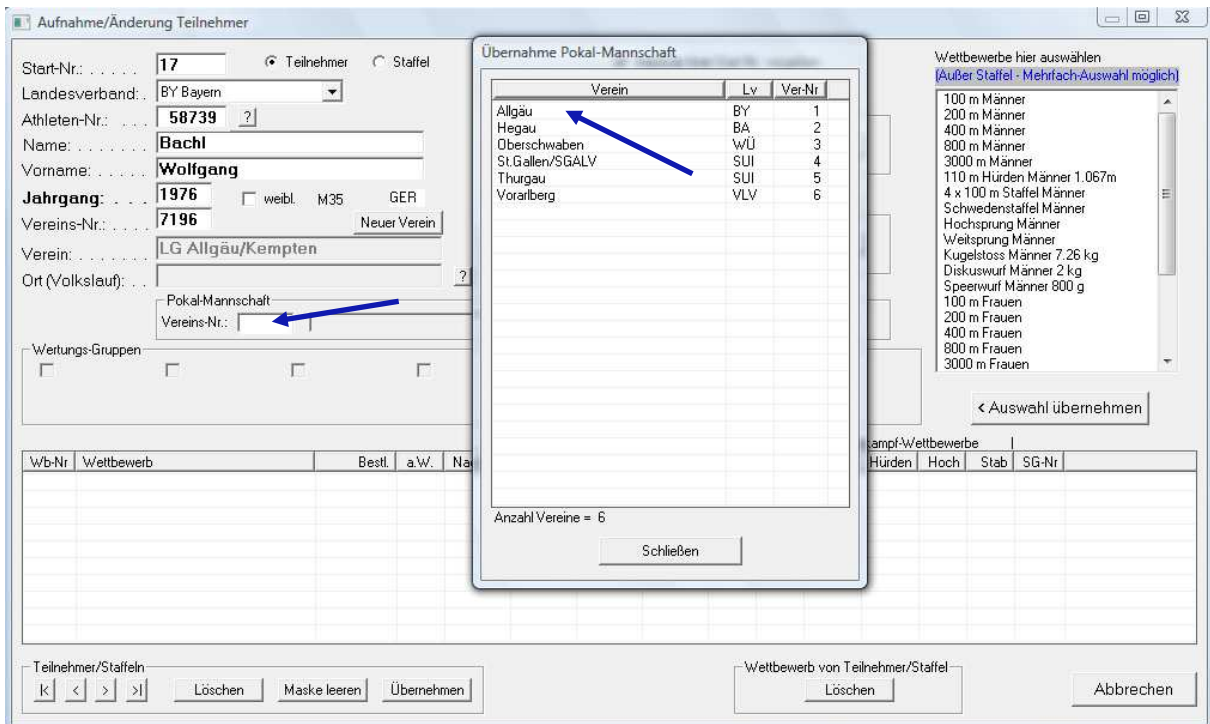 Aufnahme/Änderung Teilnehmer
Start-Nr.: . . . . . 17 Teilnehmer Staffel
Landesverband: . BY Bayern
Athleten-Nr.: . . . 58739 ?
Name: . . . . . . . Bachl
Vorname: . . . . . Wolfgang
Jahrgang: . . . . 1976 weibl. M35 GER
Vereins-Nr.: . . . . 7196 Neuer Verein
Verein: . . . . . . . LG Allgäu/Kempten
Ort (Volkslauf): . . ?
Pokal-Mannschaft
Vereins-Nr.:
Wertungs-Gruppen
Übernahme Pokal-Mannschaft
Verein Lv Ver-Nr
Allgäu BY 1
Hegau BA 2
Oberschwaben WÜ 3
St.Gallen/SGALV SUI 4
Thurgau SUI 5
Vorarlberg VLV 6
Anzahl Vereine = 6
Schließen
Wettbewerbe hier auswählen
(Außer Staffel - Mehrfach-Auswahl möglich)
100 m Männer
200 m Männer
400 m Männer
800 m Männer
3000 m Männer
110 m Hürden Männer 1.067m
4 x 100 m Staffel Männer
Schwedenstaffel Männer
Hochsprung Männer
Weitsprung Männer
Kugelstoss Männer 7.26 kg
Diskuswurf Männer 2 kg
Speerwurf Männer 800 g
100 m Frauen
200 m Frauen
400 m Frauen
800 m Frauen
3000 m Frauen
< Auswahl übernehmen
kampf-Wettbewerbe
Wb-Nr Wettbewerb Bestl. a.W. Hürden Hoch Stab SG-Nr
Teilnehmer/Staffeln
|< < > >| Löschen Maske leeren Übernehmen
Wettbewerb von Teilnehmer/Staffel
Löschen
Abbrechen